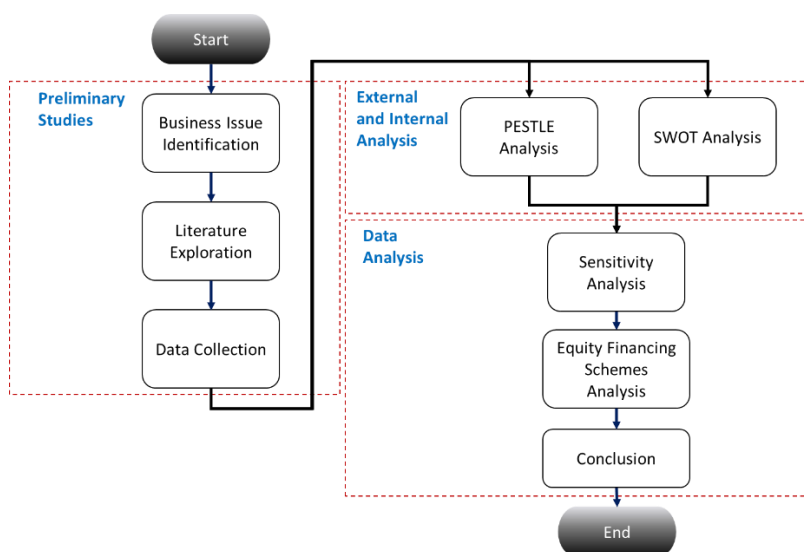 Start
Preliminary
Studies
Business Issue
Identification
Literature
Exploration
Data Collection
External
and Internal
Analysis
PESTLE
Analysis
SWOT Analysis
Data
Analysis
Sensitivity
Analysis
Equity Financing
Schemes
Analysis
Conclusion
End